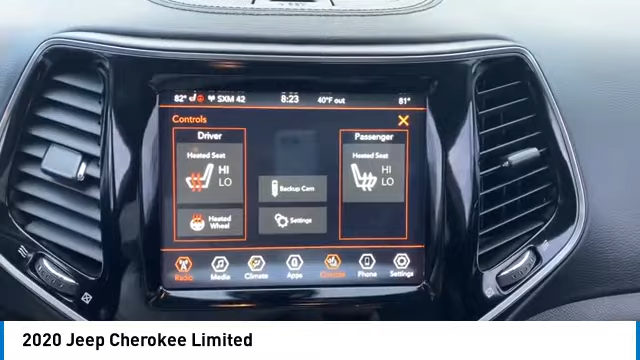 82° SXM 42 8:23 40°F out 81°
Controls X
Driver Passenger
Heated Seat Heated Seat
HI HI
LO LO
Backup Cam
Heated Wheel
Settings
Radio Media Climate Apps Controls Phone Settings
2020 Jeep Cherokee Limited